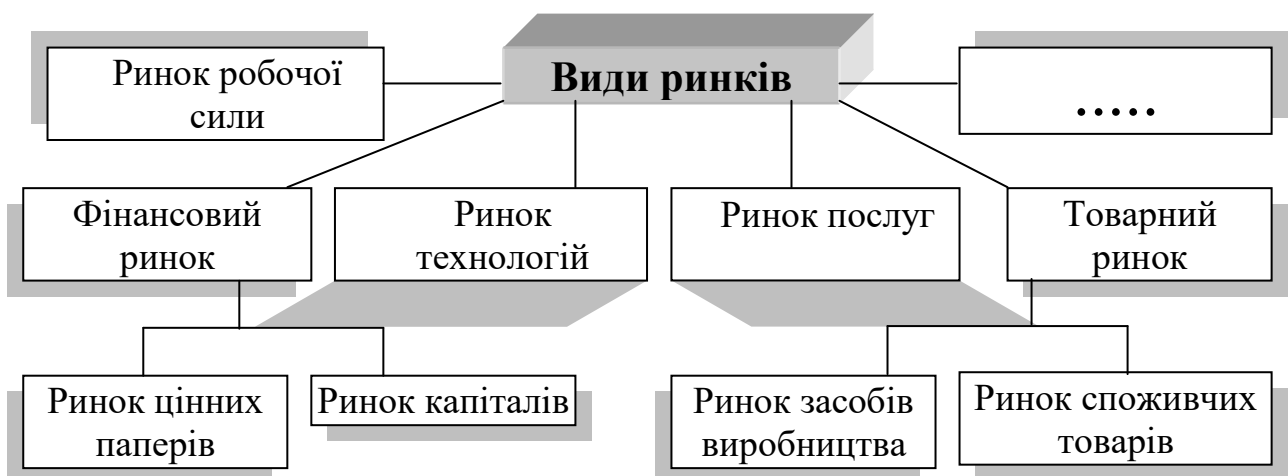 Види ринків
Ринок робочої
сили
.....
Фінансовий
ринок
Ринок
технологій
Ринок послуг
Товарний
ринок
Ринок цінних
паперів
Ринок капіталів
Ринок засобів
виробництва
Ринок споживчих
товарів